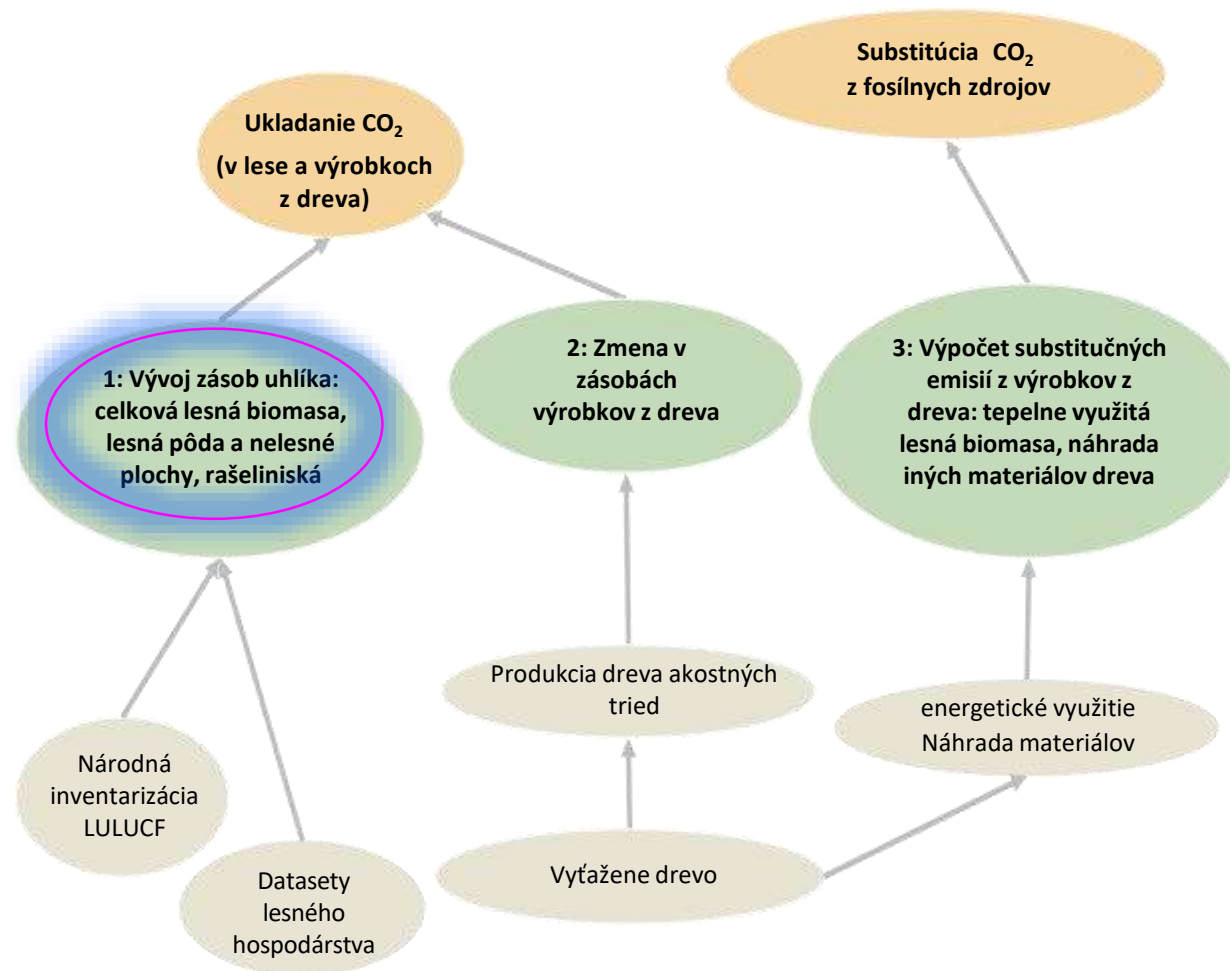 Substitúcia CO₂
z fosílnych zdrojov
Ukladanie CO₂
(v lese a výrobkoch
z dreva)
1: Vývoj zásob uhlíka:
celková lesná biomasa,
lesná pôda a nelesné
plochy, rašeliniská
2: Zmena v
zásobách
výrobkov z dreva
3: Výpočet substitučných
emisií z výrobkov z
dreva: tepelne využitá
lesná biomasa, náhrada
iných materiálov dreva
Produkcia dreva akostných
tried
energetické využitie
Náhrada materiálov
Národná
inventarizácia
LULUCF
Datasety
lesného
hospodárstva
Vyťažene drevo